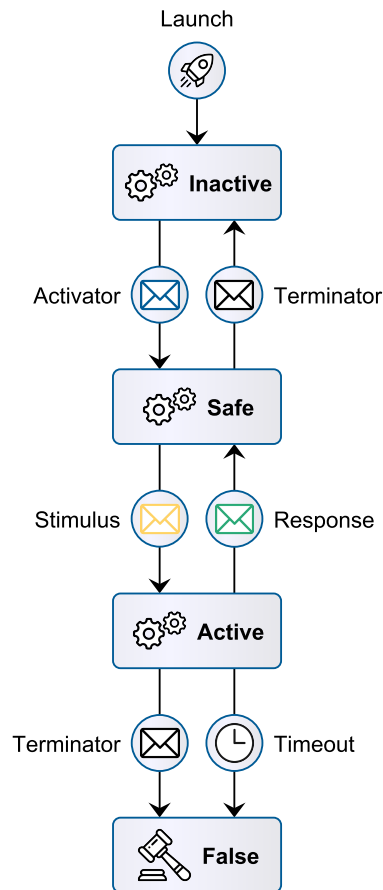 Launch
Inactive
Activator
Terminator
Safe
Stimulus
Response
Active
Terminator
Timeout
False